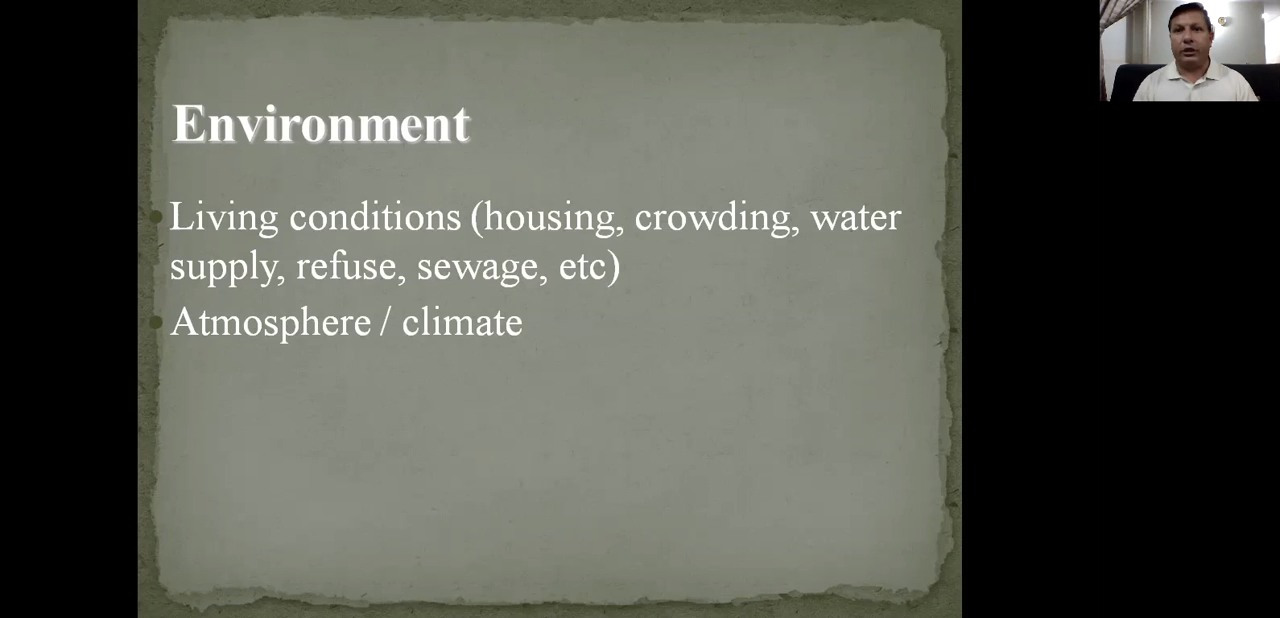 Environment
Living conditions (housing, crowding, water
supply, refuse, sewage, etc)
Atmosphere / climate